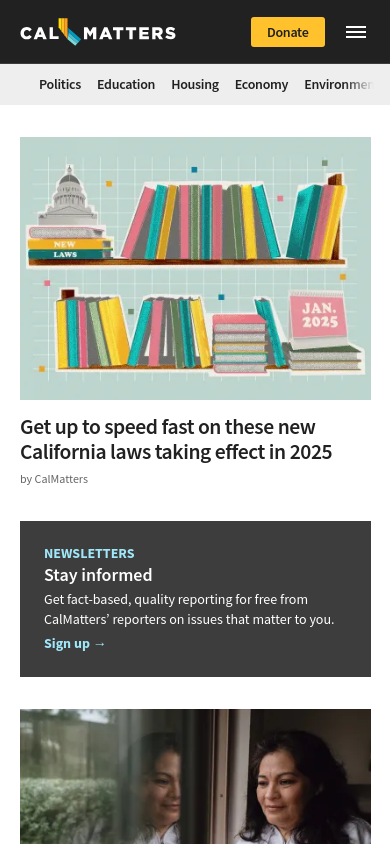 CALMATTERS
Donate
Politics Education Housing Economy
NEW
LAWS
JAN.
2025
Get up to speed fast on these new
California laws taking effect in 2025
by CalMatters
NEWSLETTERS
Stay informed
Get fact-based, quality reporting for free from
CalMatters’ reporters on issues that matter to you.
Sign up →